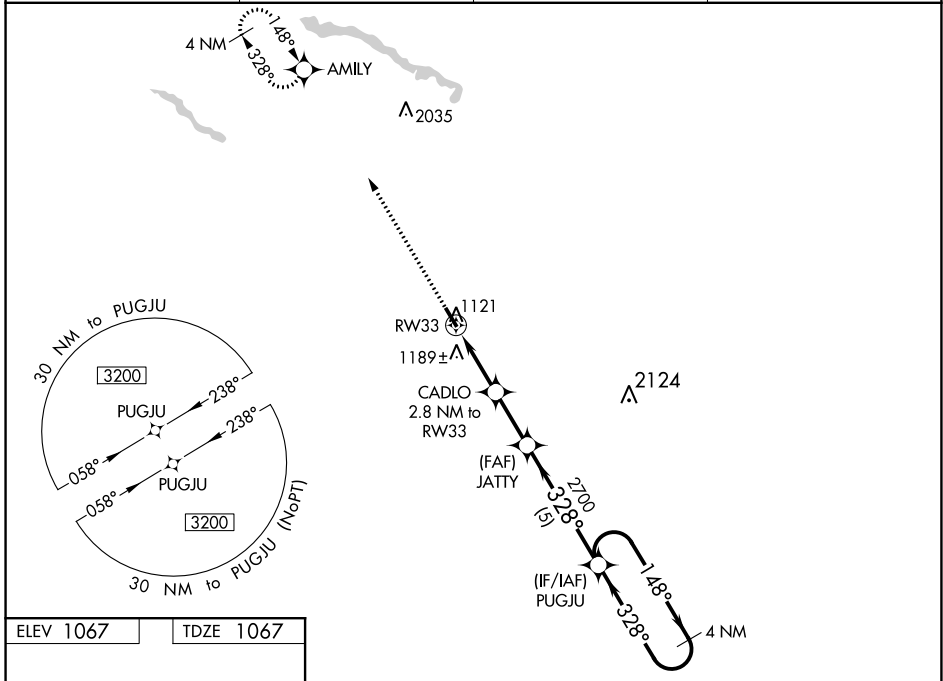 4 NM
148°
328°
AMILY
2035
1121
RW33
1189±
CADLO
2.8 NM to
RW33
2124
(FAF)
JATTY
2700
328°
(5)
(IF/IAF)
PUGJU
148°
328°
4 NM
30 NM to PUGJU
3200
PUGJU
238°
058°
238°
PUGJU
058°
3200
30 NM to PUGJU (NoPT)
ELEV 1067
TDZE 1067